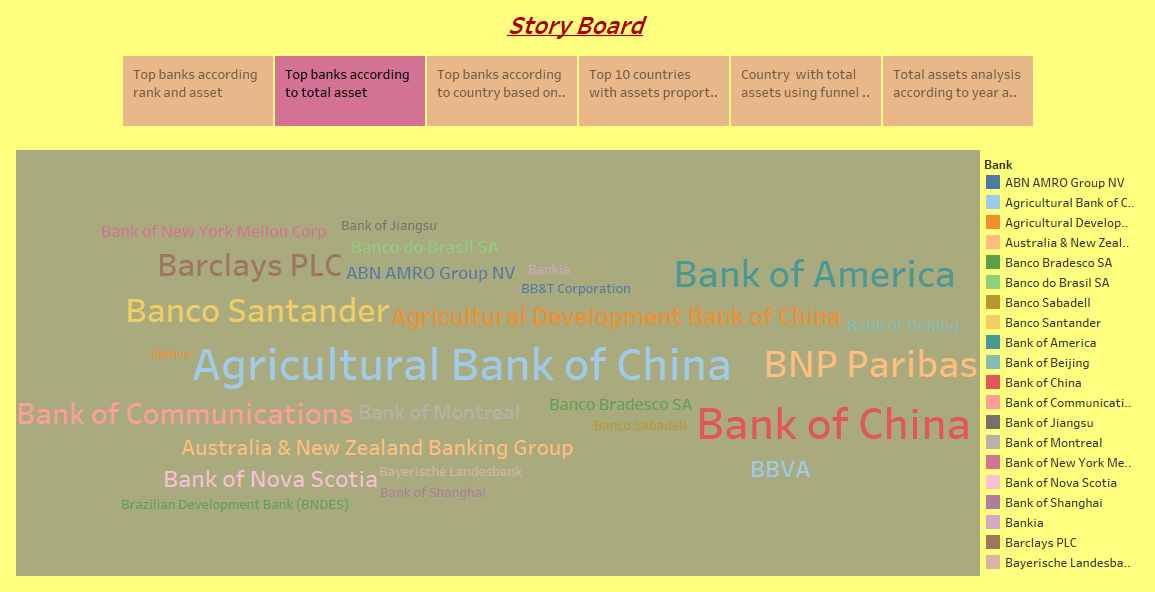 Story Board
Top banks according
to rank and asset
Top banks according
to total asset
Top banks according
to country based on..
Top 10 countries
with assets proport..
Country with total
assets using funnel ..
Total assets analysis
according to year a..
Bank of New York Mellon Corp
Bank of Jiangsu
Banco do Brasil SA
Barclays PLC
ABN AMRO Group NV
Bankia
Bank of America
BB&T Corporation
Banco Santander
Agricultural Development Bank of China
Bank of Beijing
Agricultural Bank of China
BNP Paribas
Bank of Communications
Bank of Montreal
Banco Bradesco SA
Bank of China
Banco Sabadell
Australia & New Zealand Banking Group
BBVA
Bank of Nova Scotia
Bayerische Landesbank
Bank of Shanghai
Brazilian Development Bank (BNDES)
Bank
ABN AMRO Group NV
Agricultural Bank of C..
Agricultural Develop..
Australia & New Zeal..
Banco Bradesco SA
Banco do Brasil SA
Banco Sabadell
Banco Santander
Bank of America
Bank of Beijing
Bank of China
Bank of Communicati..
Bank of Jiangsu
Bank of Montreal
Bank of New York Me..
Bank of Nova Scotia
Bank of Shanghai
Bankia
Barclays PLC
Bayerische Landesba..